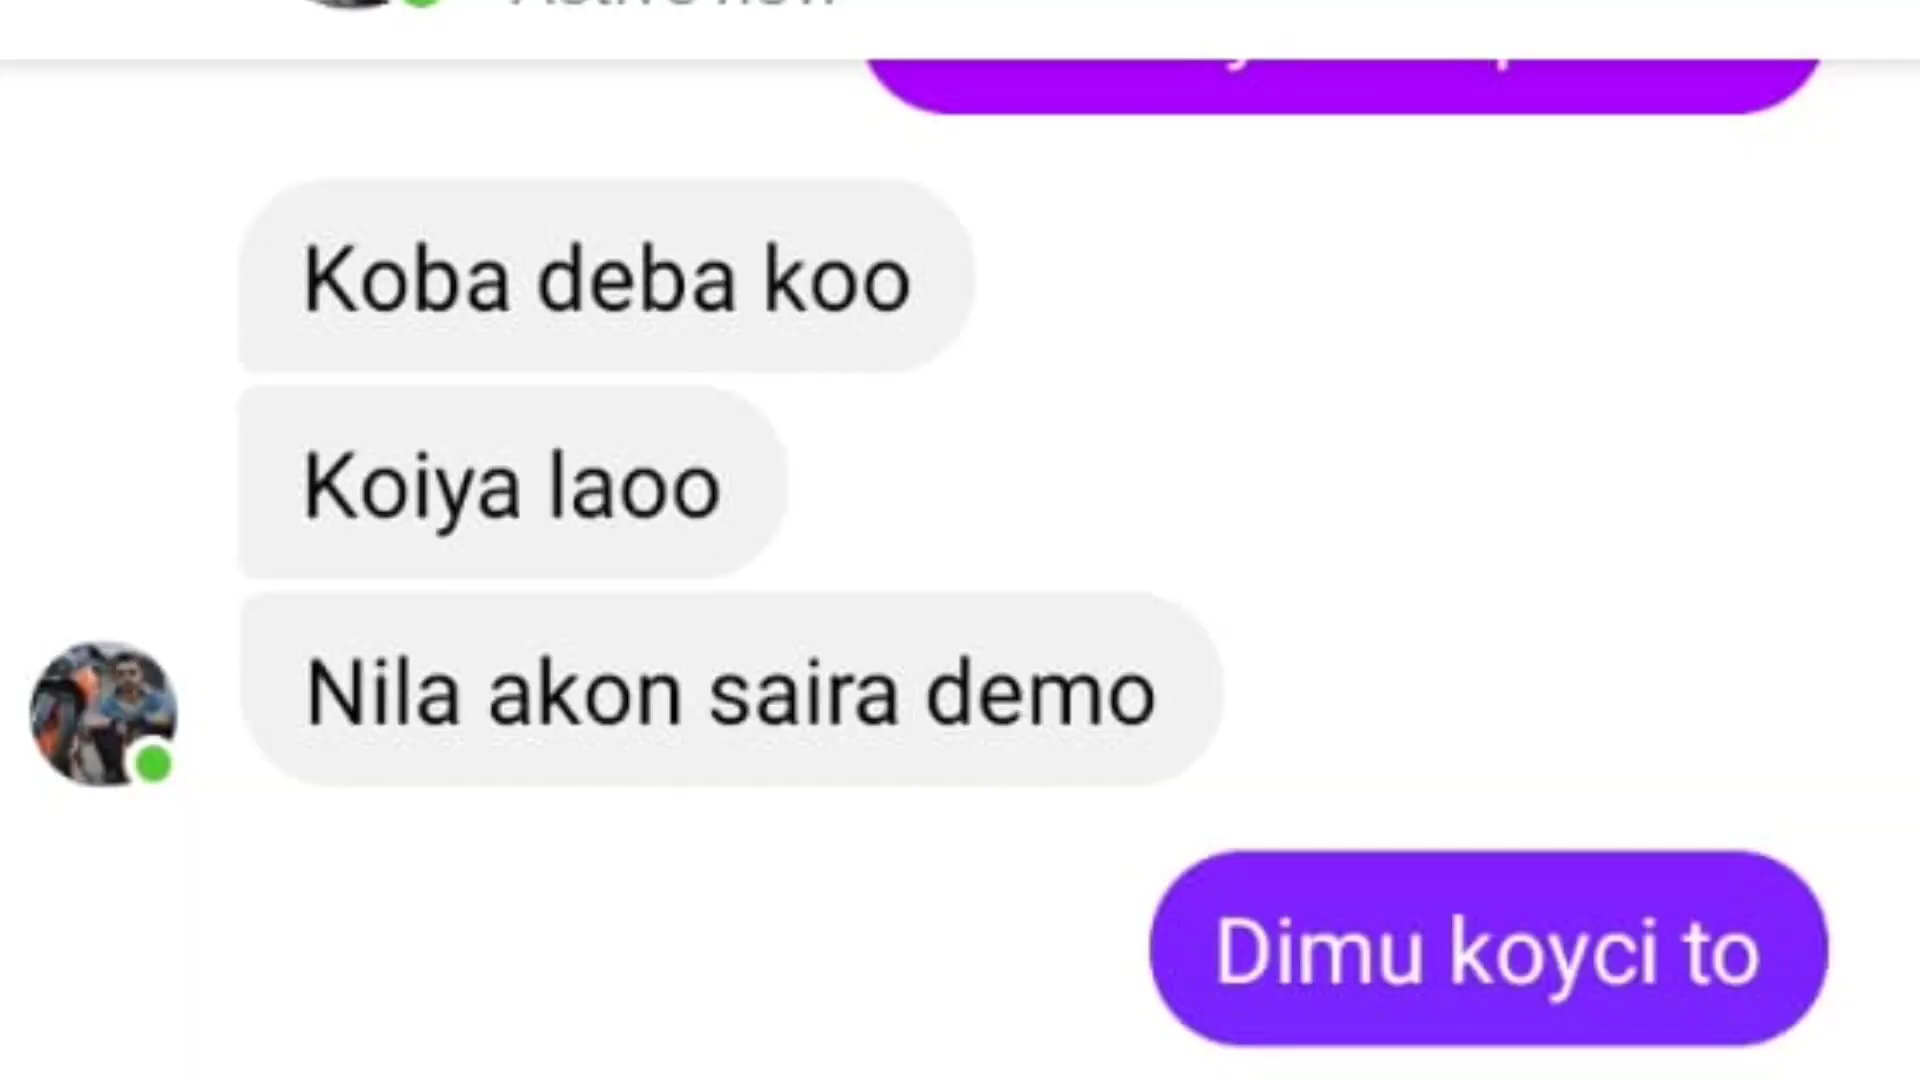 Koba deba koo
Koiya laoo
Nila akon saira demo
Dimu koyci to